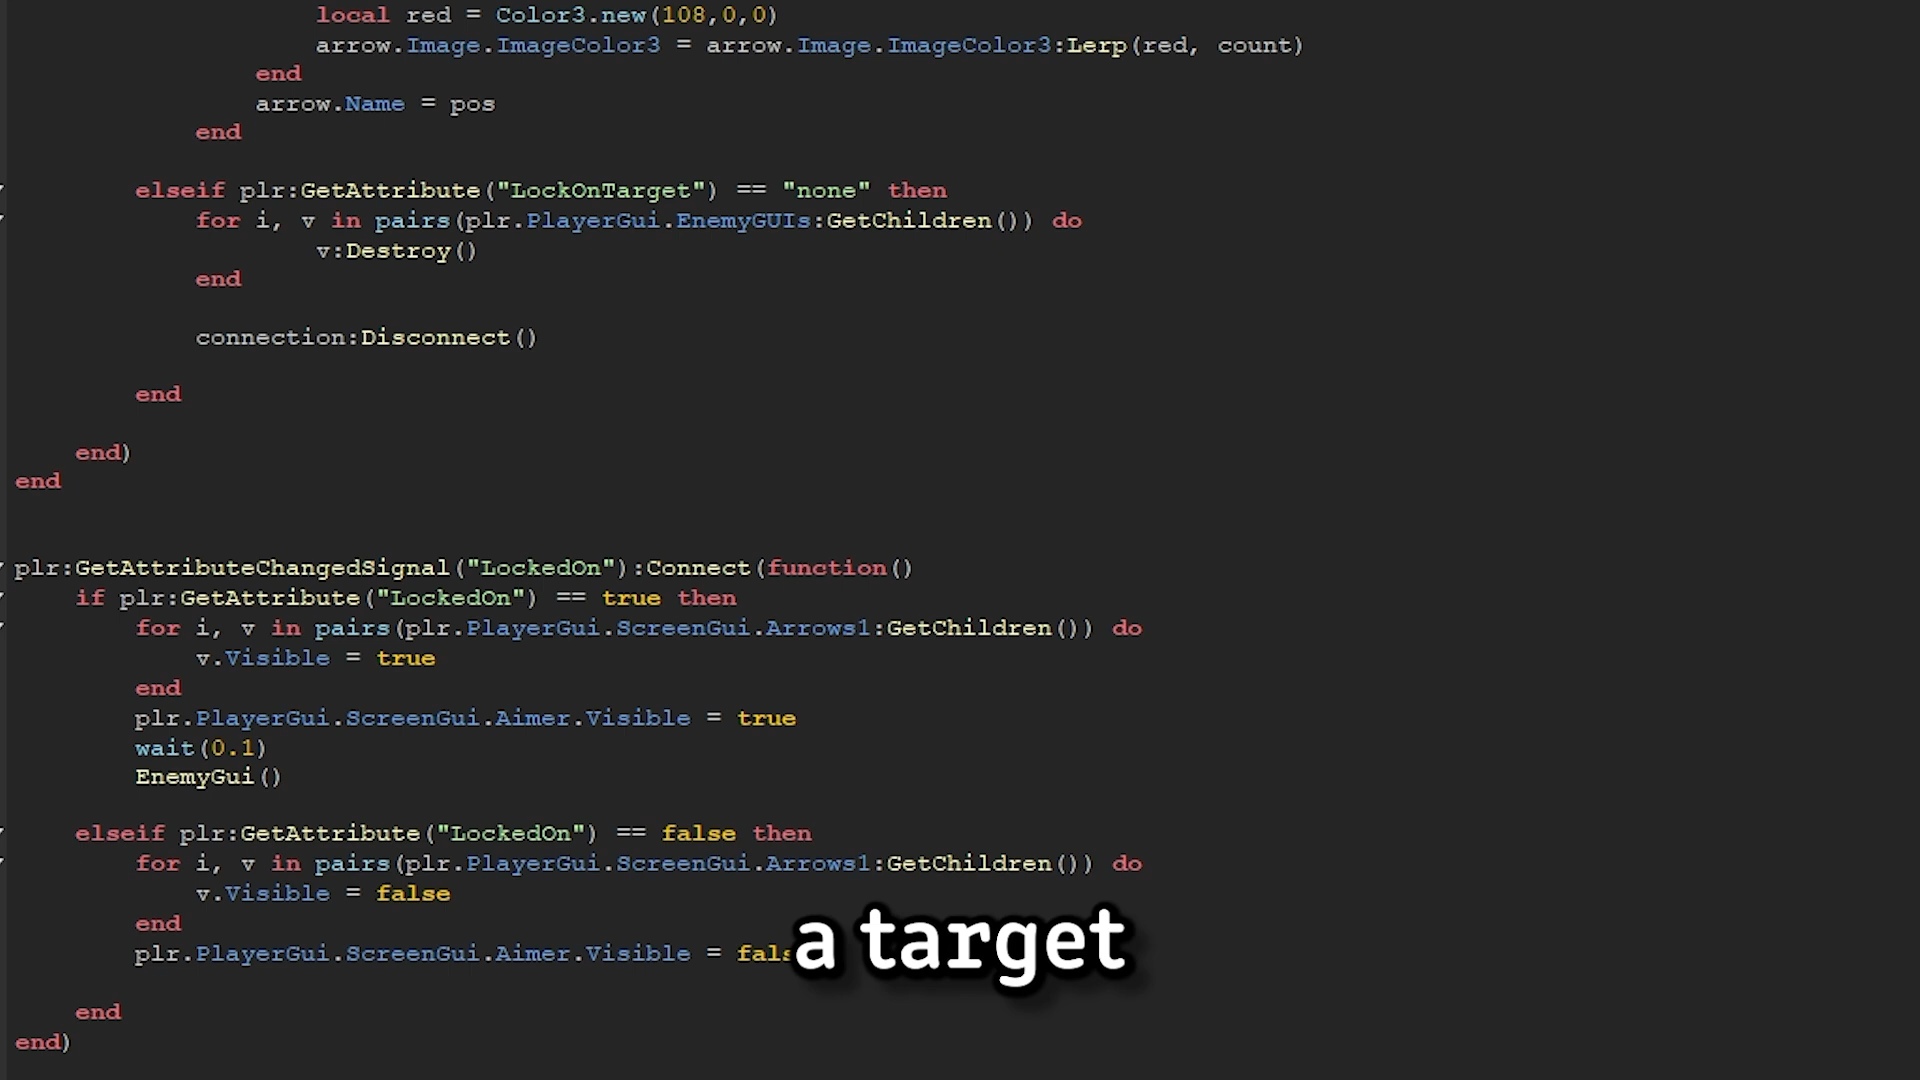 local red = Color3.new(108,0,0)
arrow.Image.ImageColor3 = arrow.Image.ImageColor3:Lerp(red, count)
end
arrow.Name = pos
end
elseif plr:GetAttribute("LockOnTarget") == "none" then
for i, v in pairs(plr.PlayerGui.EnemyGUIs:GetChildren()) do
v:Destroy()
end
connection:Disconnect()
end
end)
end
plr:GetAttributeChangedSignal("LockedOn"):Connect(function()
if plr:GetAttribute("LockedOn") == true then
for i, v in pairs(plr.PlayerGui.ScreenGui.Arrows1:GetChildren()) do
v.Visible = true
end
plr.PlayerGui.ScreenGui.Aimer.Visible = true
wait(0.1)
EnemyGui()
elseif plr:GetAttribute("LockedOn") == false then
for i, v in pairs(plr.PlayerGui.ScreenGui.Arrows1:GetChildren()) do
v.Visible = false
end
plr.PlayerGui.ScreenGui.Aimer.Visible =
a target
end
end)